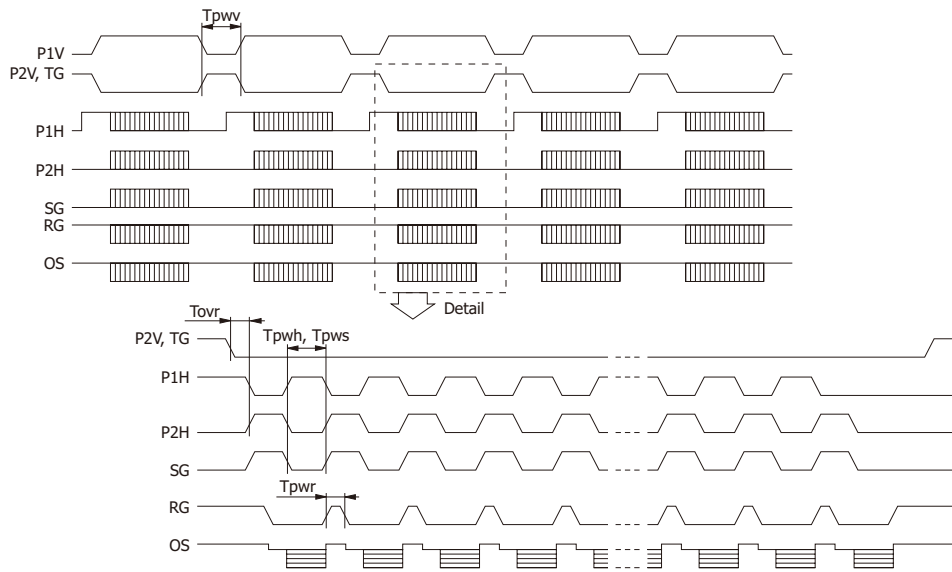 Tpwv
P1V
P2V, TG
P1H
P2H
SG
RG
OS
Detail
Tovr
Tpwh, Tpws
P2V, TG
P1H
P2H
SG
Tpwr
RG
OS